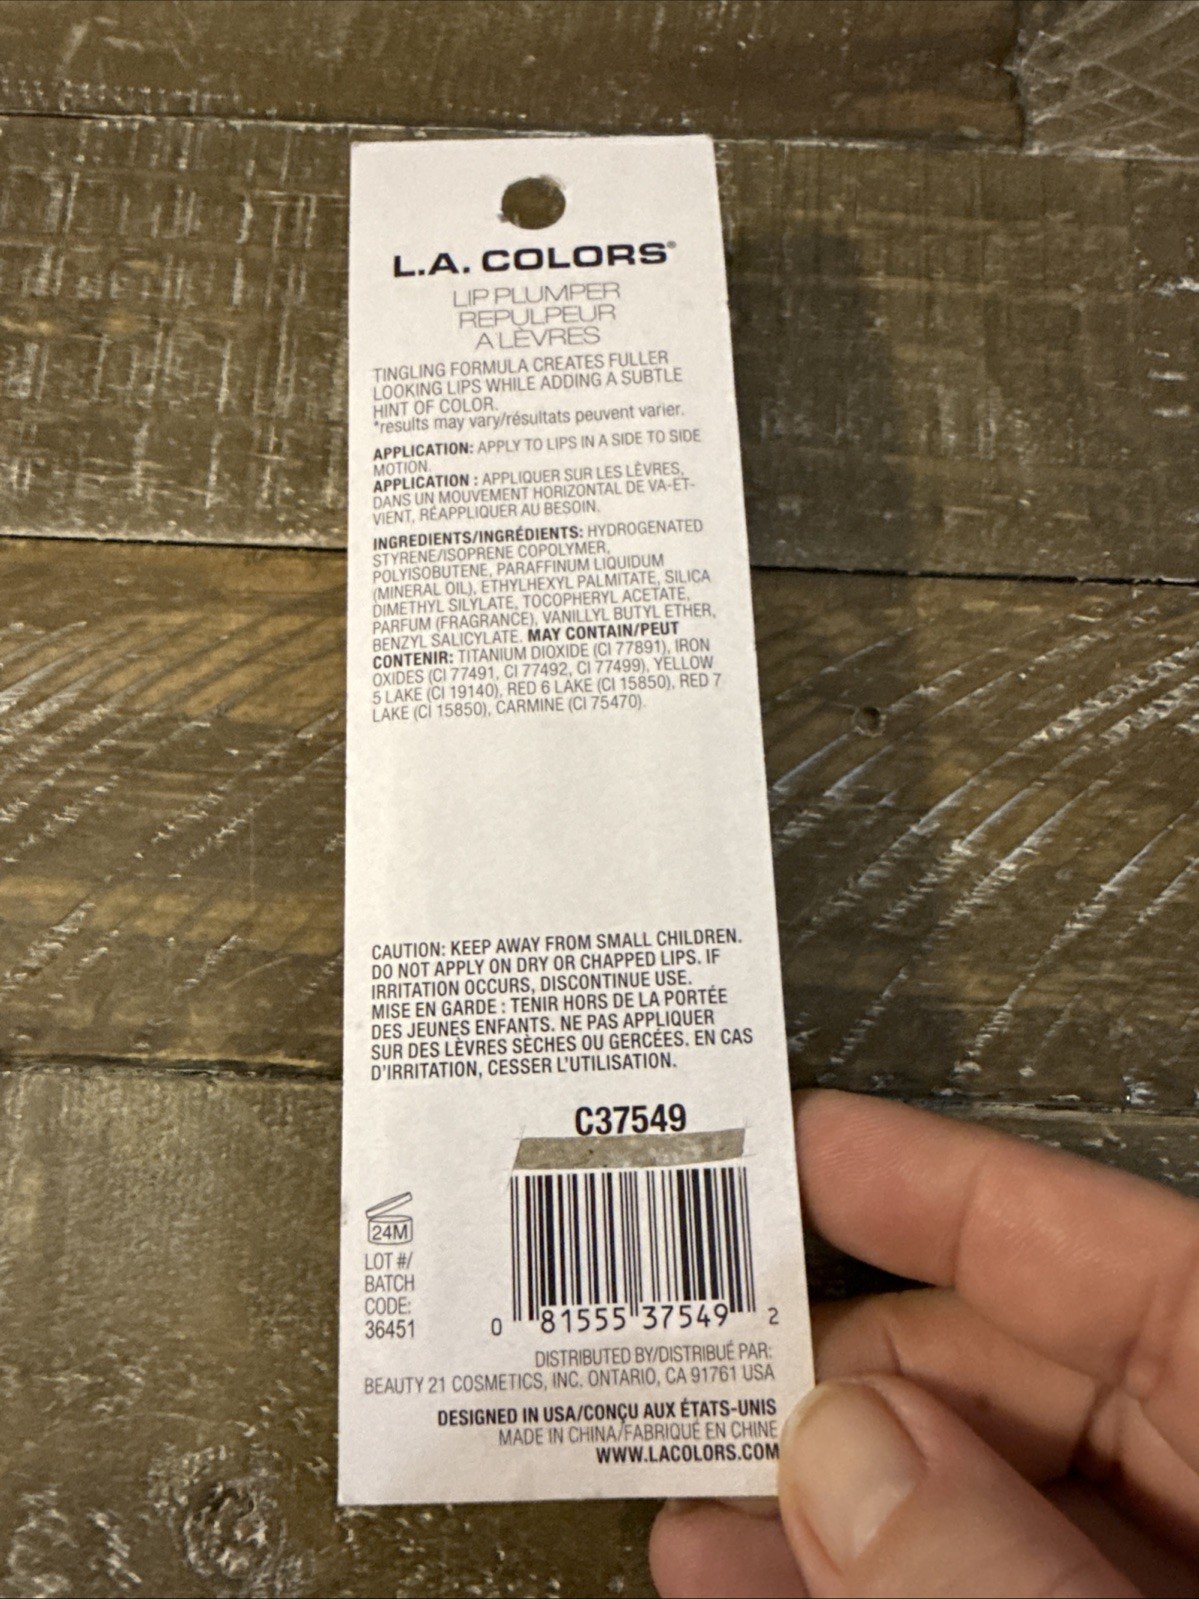 L.A. COLORS®
LIP PLUMPER
REPULPEUR
A LÈVRES
TINGLING FORMULA CREATES FULLER
LOOKING LIPS WHILE ADDING A SUBTLE
HINT OF COLOR.
*results may vary/résultats peuvent varier.
APPLICATION: APPLY TO LIPS IN A SIDE TO SIDE
MOTION.
APPLICATION : APPLIQUER SUR LES LÈVRES,
DANS UN MOUVEMENT HORIZONTAL DE VA-ET-
VIENT, RÉAPPLIQUER AU BESOIN.
INGREDIENTS/INGRÉDIENTS: HYDROGENATED
STYRENE/ISOPRENE COPOLYMER,
POLYISOBUTENE, PARAFFINUM LIQUIDUM
(MINERAL OIL), ETHYLHEXYL PALMITATE, SILICA
DIMETHYL SILYLATE, TOCOPHERYL ACETATE,
PARFUM (FRAGRANCE), VANILLYL BUTYL ETHER,
BENZYL SALICYLATE. MAY CONTAIN/PEUT
CONTENIR: TITANIUM DIOXIDE (CI 77891), IRON
OXIDES (CI 77491, CI 77492, CI 77499), YELLOW
5 LAKE (CI 19140), RED 6 LAKE (CI 15850), RED 7
LAKE (CI 15850), CARMINE (CI 75470).
CAUTION: KEEP AWAY FROM SMALL CHILDREN.
DO NOT APPLY ON DRY OR CHAPPED LIPS. IF
IRRITATION OCCURS, DISCONTINUE USE.
MISE EN GARDE : TENIR HORS DE LA PORTÉE
DES JEUNES ENFANTS. NE PAS APPLIQUER
SUR DES LÈVRES SÈCHES OU GERCÉES. EN CAS
D'IRRITATION, CESSER L'UTILISATION.
C37549
24M
LOT #/
BATCH
CODE:
36451
0 81555 37549 2
DISTRIBUTED BY/DISTRIBUÉ PAR:
BEAUTY 21 COSMETICS, INC. ONTARIO, CA 91761 USA
DESIGNED IN USA/CONÇU AUX ÉTATS-UNIS
MADE IN CHINA/FABRIQUÉ EN CHINE
WWW.LACOLORS.COM